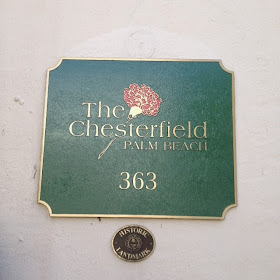 The
Chesterfield
PALM BEACH
363
HISTORIC
LANDMARK